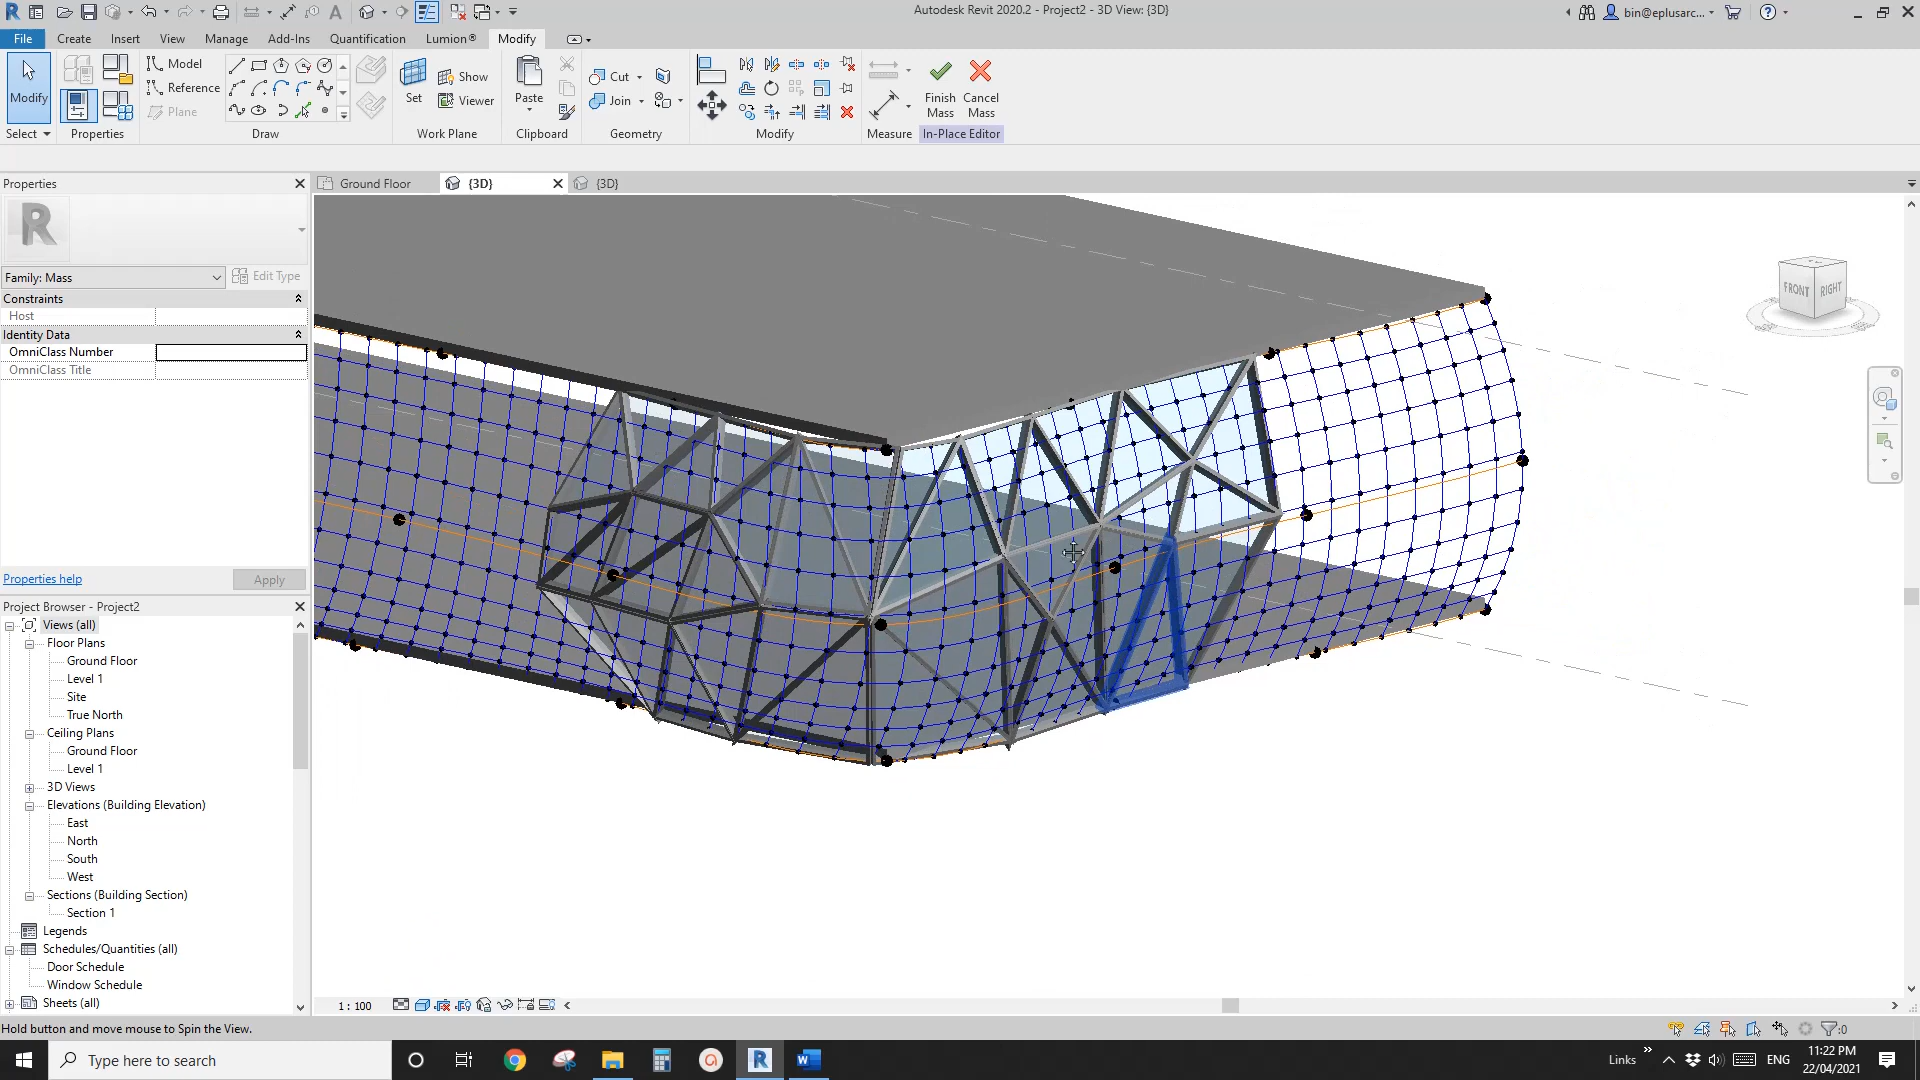 Autodesk Revit 2020.2 - Project2 - 3D View: {3D}
bin@eplusarc...
File Create Insert View Manage Add-Ins Quantification Lumion® Modify
Modify
Select
Properties
Model
Reference
Plane
Draw
Set
Show
Viewer
Work Plane
Paste
Clipboard
Cut
Join
Geometry
Modify
Measure
Finish Mass
Cancel Mass
In-Place Editor
Properties
Ground Floor
{3D}
{3D}
Family: Mass
Edit Type
Constraints
Host
Identity Data
OmniClass Number
OmniClass Title
Properties help
Apply
FRONT
RIGHT
Project Browser - Project2
Views (all)
Floor Plans
Ground Floor
Level 1
Site
True North
Ceiling Plans
Ground Floor
Level 1
3D Views
Elevations (Building Elevation)
East
North
South
West
Sections (Building Section)
Section 1
Legends
Schedules/Quantities (all)
Door Schedule
Window Schedule
Sheets (all)
1 : 100
Hold button and move mouse to Spin the View.
:0
Type here to search
Links
ENG
11:22 PM
22/04/2021